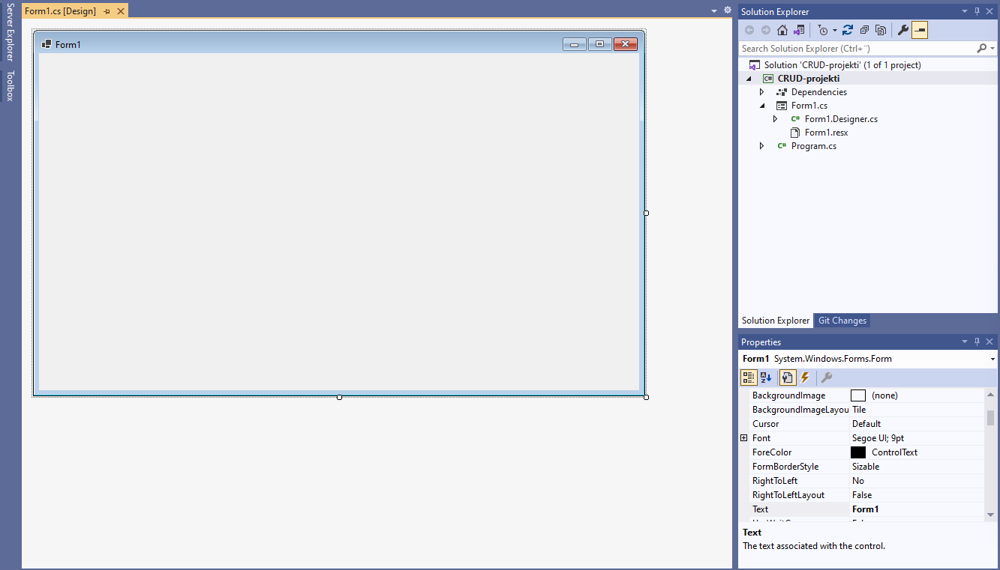 Server Explorer
Toolbox
Form1.cs [Design]
Form1
Solution Explorer
Search Solution Explorer (Ctrl+¨)
Solution 'CRUD-projekti' (1 of 1 project)
C# CRUD-projekti
Dependencies
Form1.cs
C# Form1.Designer.cs
Form1.resx
C# Program.cs
Solution Explorer Git Changes
Properties
Form1 System.Windows.Forms.Form
BackgroundImage (none)
BackgroundImageLayou Tile
Cursor Default
Font Segoe UI; 9pt
ForeColor ControlText
FormBorderStyle Sizable
RightToLeft No
RightToLeftLayout False
Text Form1
Text
The text associated with the control.